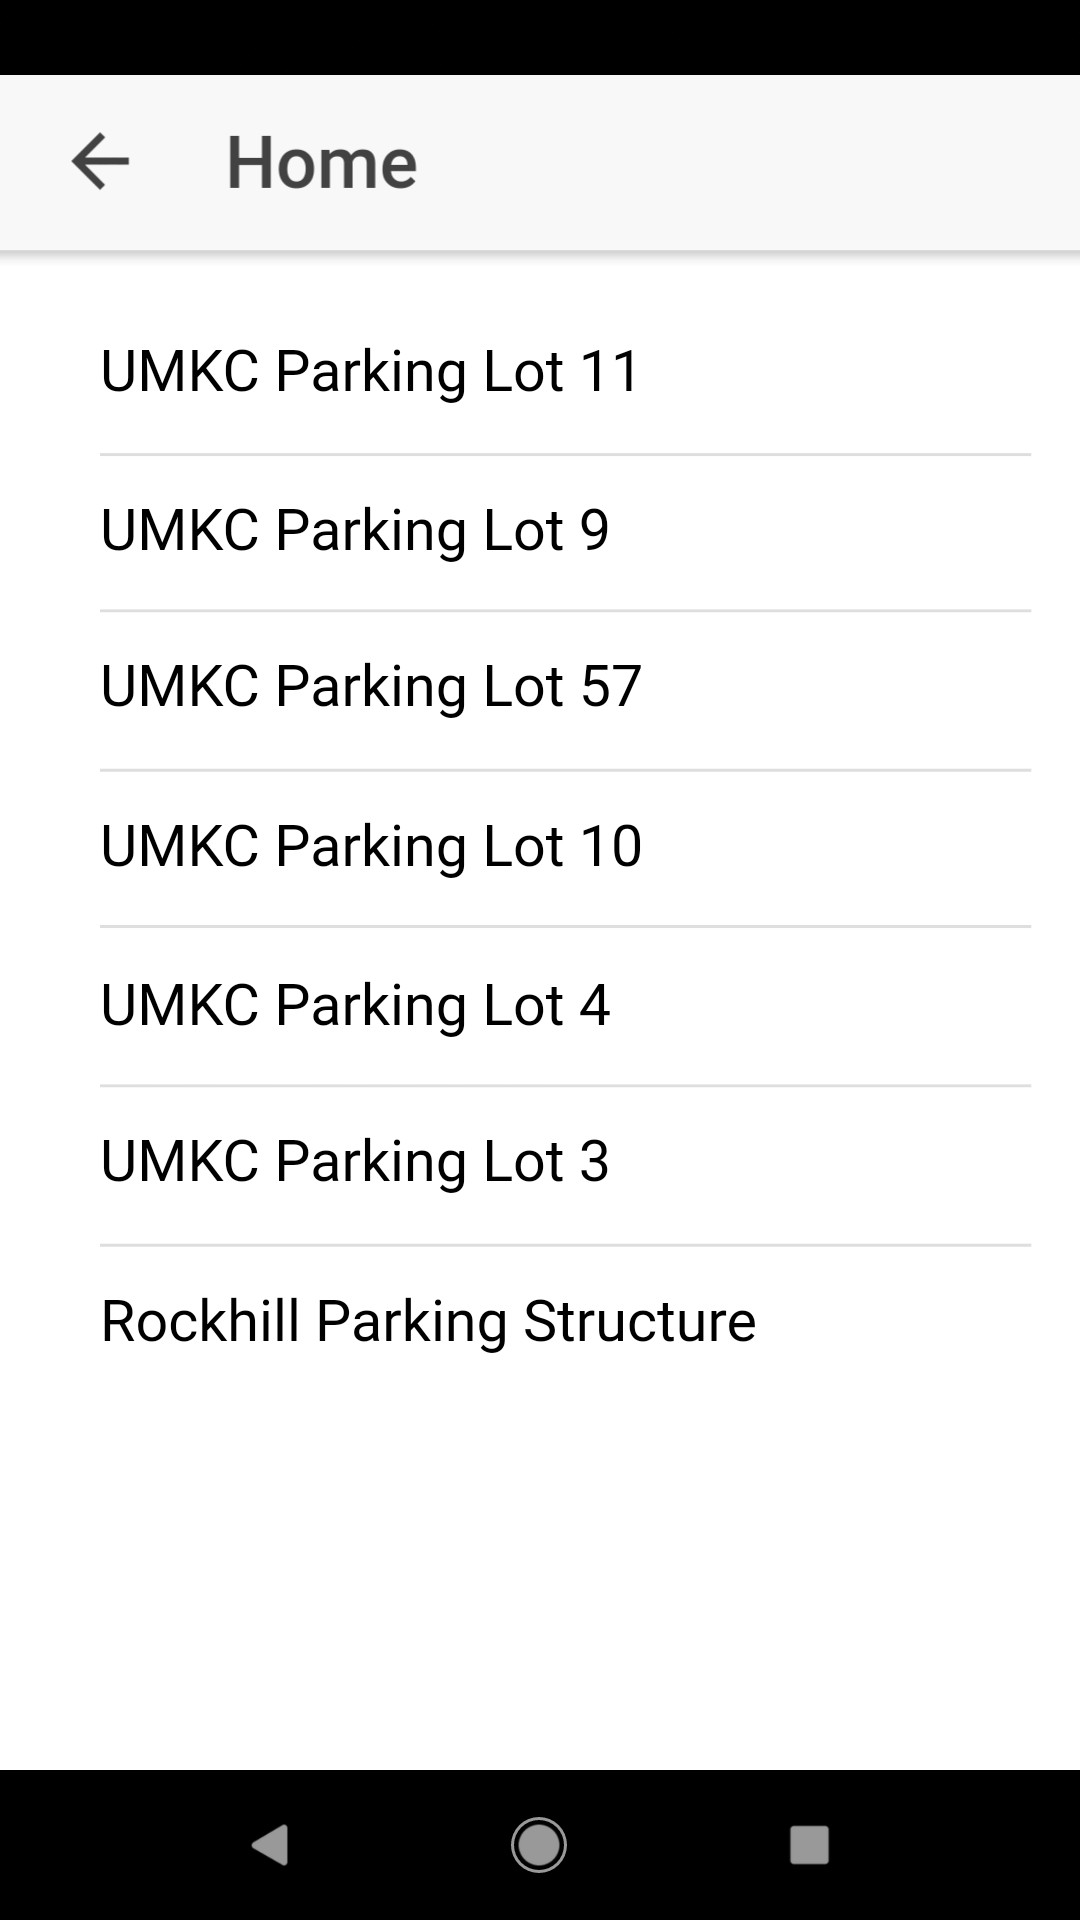 Home
UMKC Parking Lot 11
UMKC Parking Lot 9
UMKC Parking Lot 57
UMKC Parking Lot 10
UMKC Parking Lot 4
UMKC Parking Lot 3
Rockhill Parking Structure